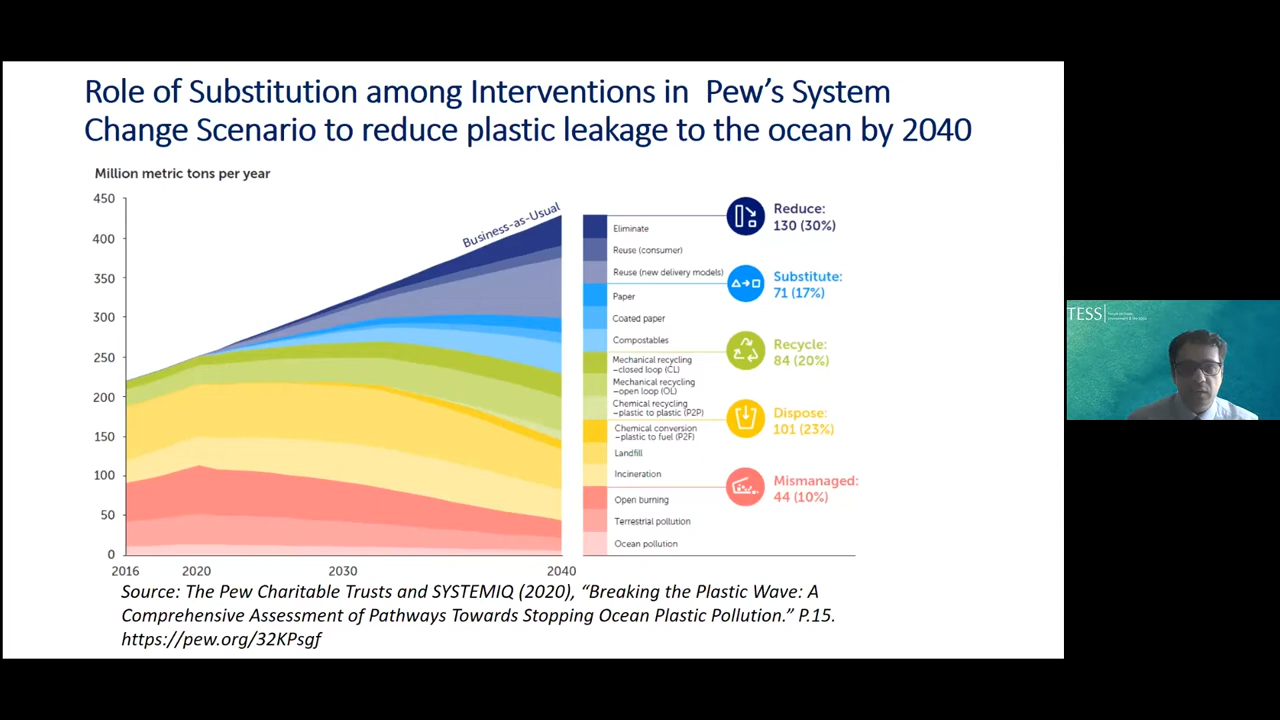 Role of Substitution among Interventions in Pew's System
Change Scenario to reduce plastic leakage to the ocean by 2040
Million metric tons per year
450
400
350
300
250
200
150
100
50
0
2016
2020
2030
2040
Business-as-Usual
Eliminate
Reuse (consumer)
Reuse (new delivery models)
Paper
Coated paper
Compostables
Mechanical recycling
–closed loop (CL)
Mechanical recycling
–open loop (OL)
Chemical recycling
–plastic to plastic (P2P)
Chemical conversion
–plastic to fuel (P2F)
Landfill
Incineration
Open burning
Terrestrial pollution
Ocean pollution
Reduce:
130 (30%)
Substitute:
71 (17%)
Recycle:
84 (20%)
Dispose:
101 (23%)
Mismanaged:
44 (10%)
Source: The Pew Charitable Trusts and SYSTEMIQ (2020), “Breaking the Plastic Wave: A
Comprehensive Assessment of Pathways Towards Stopping Ocean Plastic Pollution.” P.15.
https://pew.org/32KPsgf
TESS